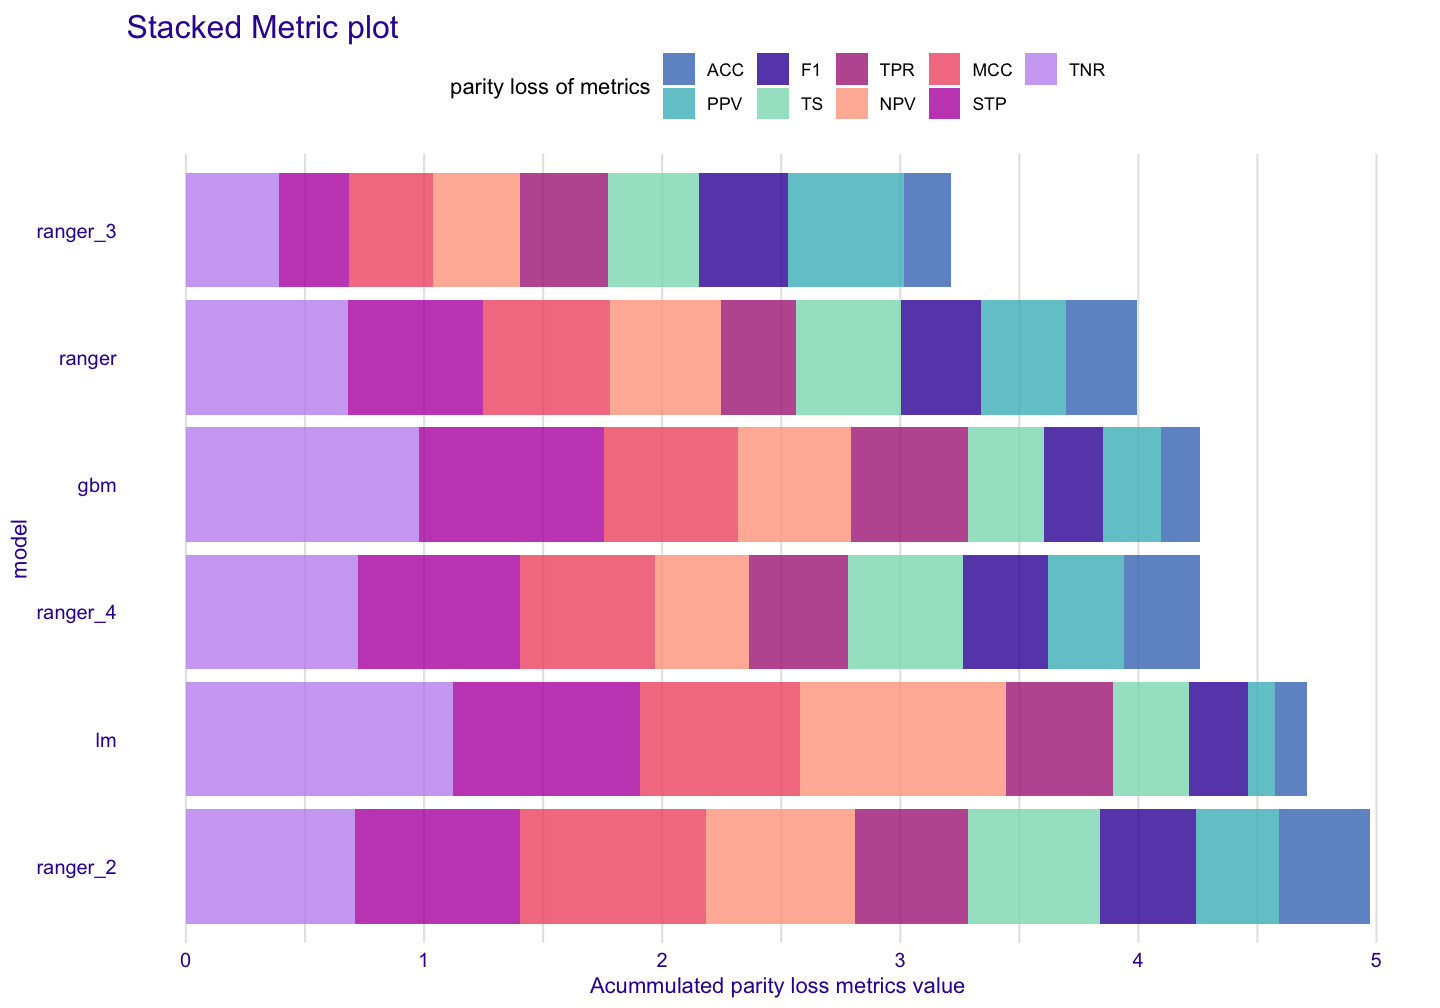 Stacked Metric plot
parity loss of metrics
ACC F1 TPR MCC TNR
PPV TS NPV STP
ranger_3
ranger
gbm
model
ranger_4
lm
ranger_2
0 1 2 3 4 5
Acummulated parity loss metrics value